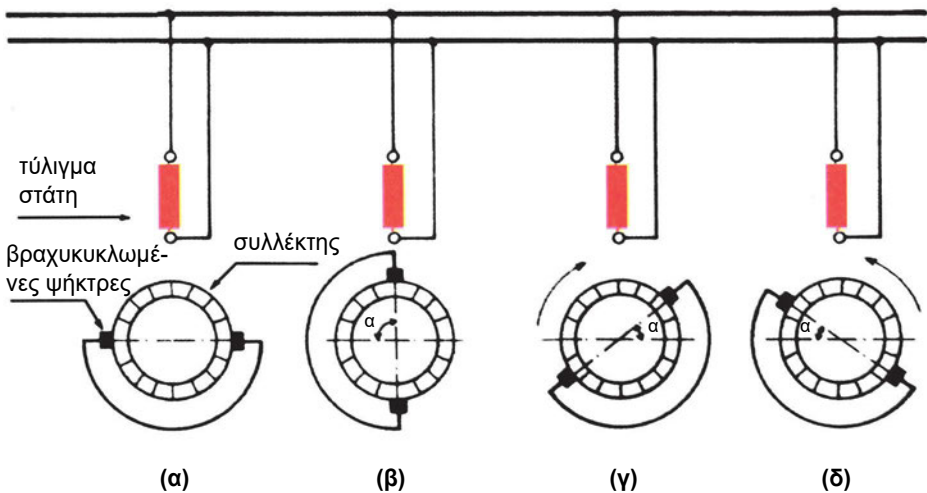 τύλιγμα
στάτη
βραχυκυκλωμέ-
νες ψήκτρες
συλλέκτης
α
α
α
(α)
(β)
(γ)
(δ)